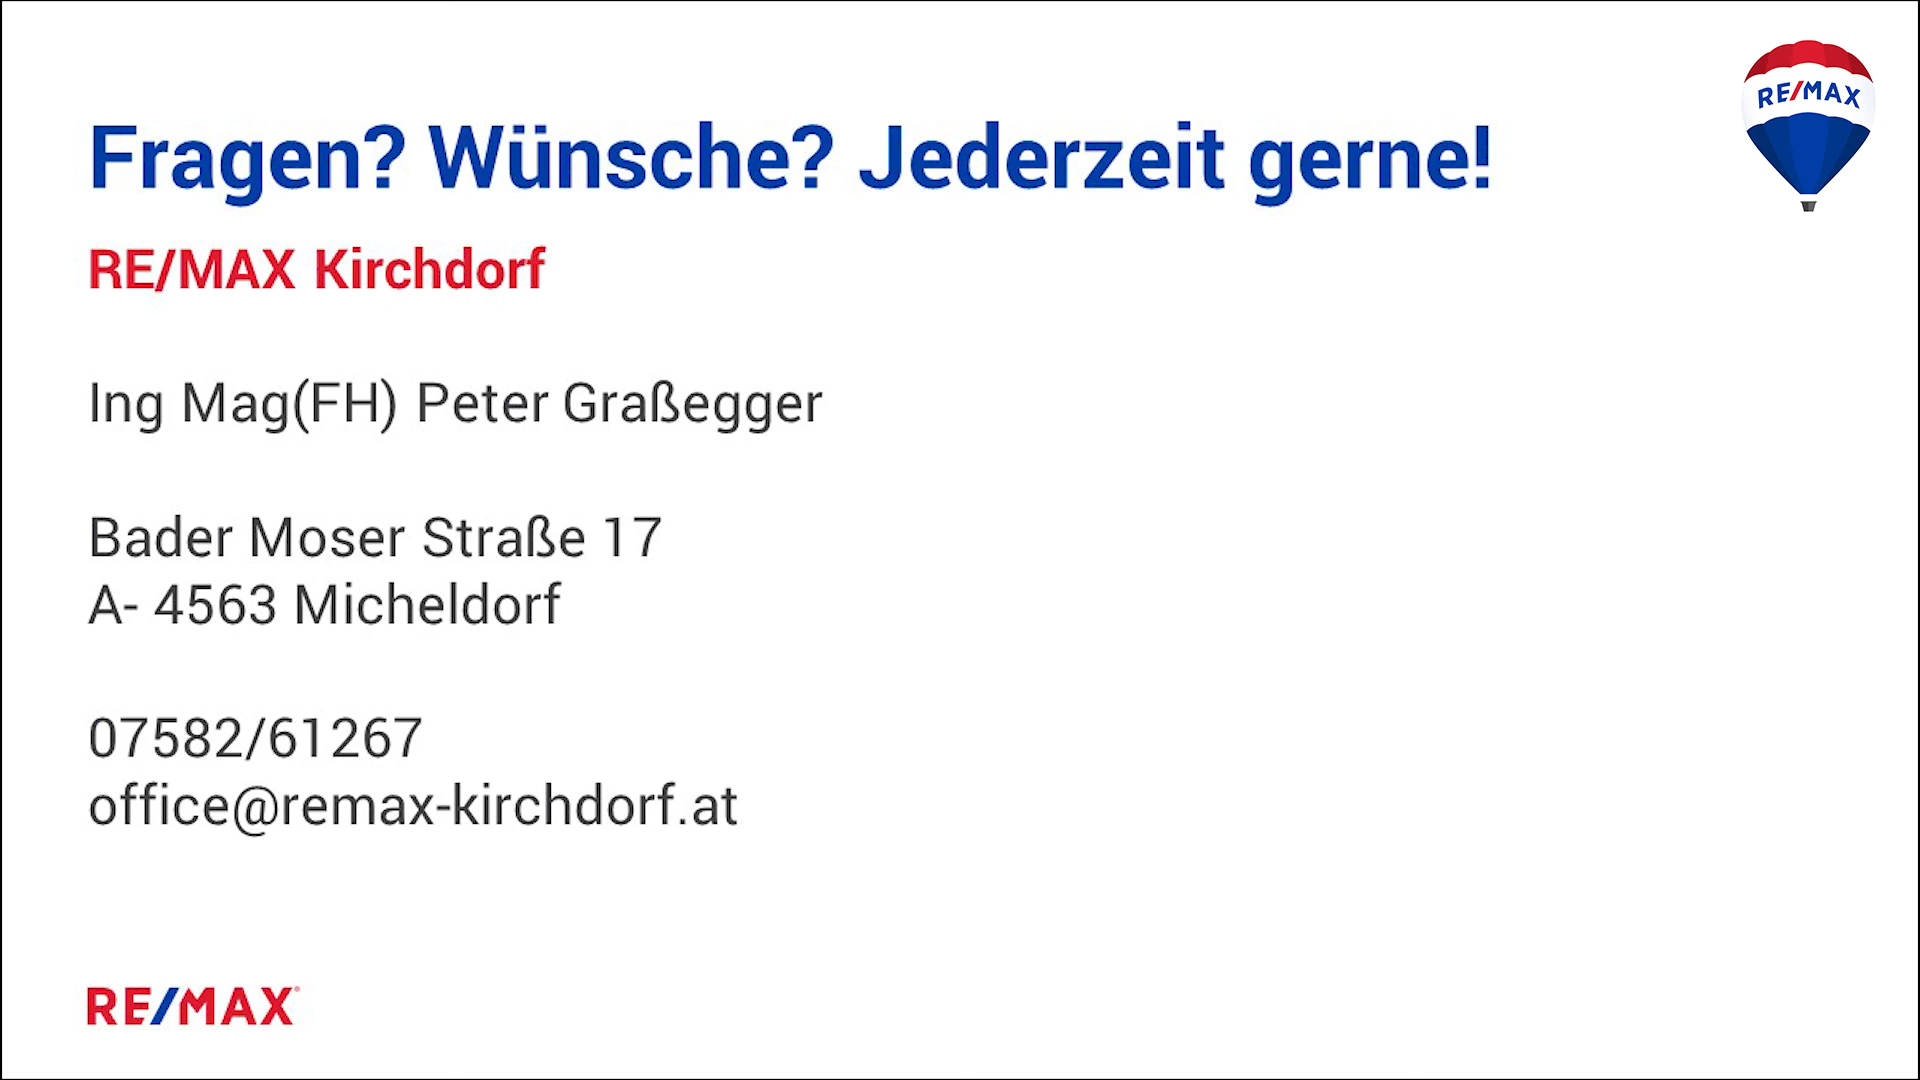 RE/MAX
Fragen? Wünsche? Jederzeit gerne!
RE/MAX Kirchdorf
Ing Mag(FH) Peter Graßegger
Bader Moser Straße 17
A- 4563 Micheldorf
07582/61267
office@remax-kirchdorf.at
RE/MAX®